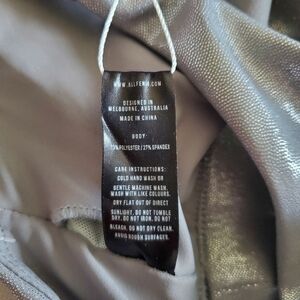 WWW.ALLFENIX.COM
DESIGNED IN
MELBOURNE, AUSTRALIA
MADE IN CHINA
BODY:
POLYESTER / 27% SPANDEX
CARE INSTRUCTIONS:
COLD HAND WASH OR
GENTLE MACHINE WASH.
WASH WITH LIKE COLOURS.
DRY FLAT OUT OF DIRECT
SUNLIGHT. DO NOT TUMBLE
DRY. DO NOT IRON. DO NOT
BLEACH. DO NOT DRY CLEAN.
AVOID ROUGH SURFACES.